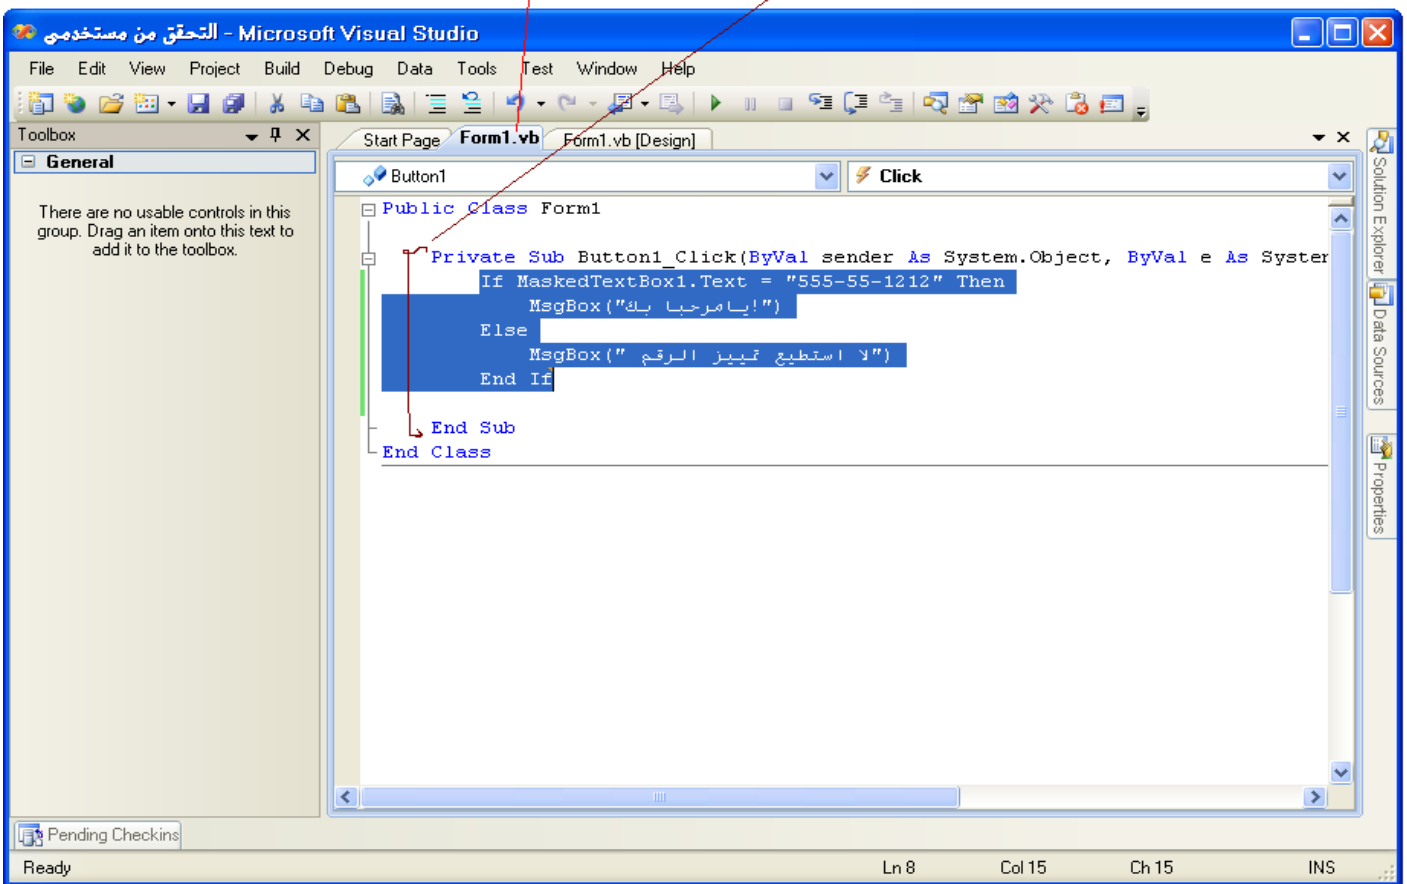 التحقق من مستخدمي - Microsoft Visual Studio
File Edit View Project Build Debug Data Tools Test Window Help
Toolbox
General
There are no usable controls in this
group. Drag an item onto this text to
add it to the toolbox.
Start Page Form1.vb Form1.vb [Design]
Button1 Click
Public Class Form1
Private Sub Button1_Click(ByVal sender As System.Object, ByVal e As System
If MaskedTextBox1.Text = "555-55-1212" Then
MsgBox("يامرحبا بك!")
Else
MsgBox(" لا استطيع تمييز الرقم")
End If
End Sub
End Class
Solution Explorer
Data Sources
Properties
Pending Checkins
Ready Ln 8 Col 15 Ch 15 INS